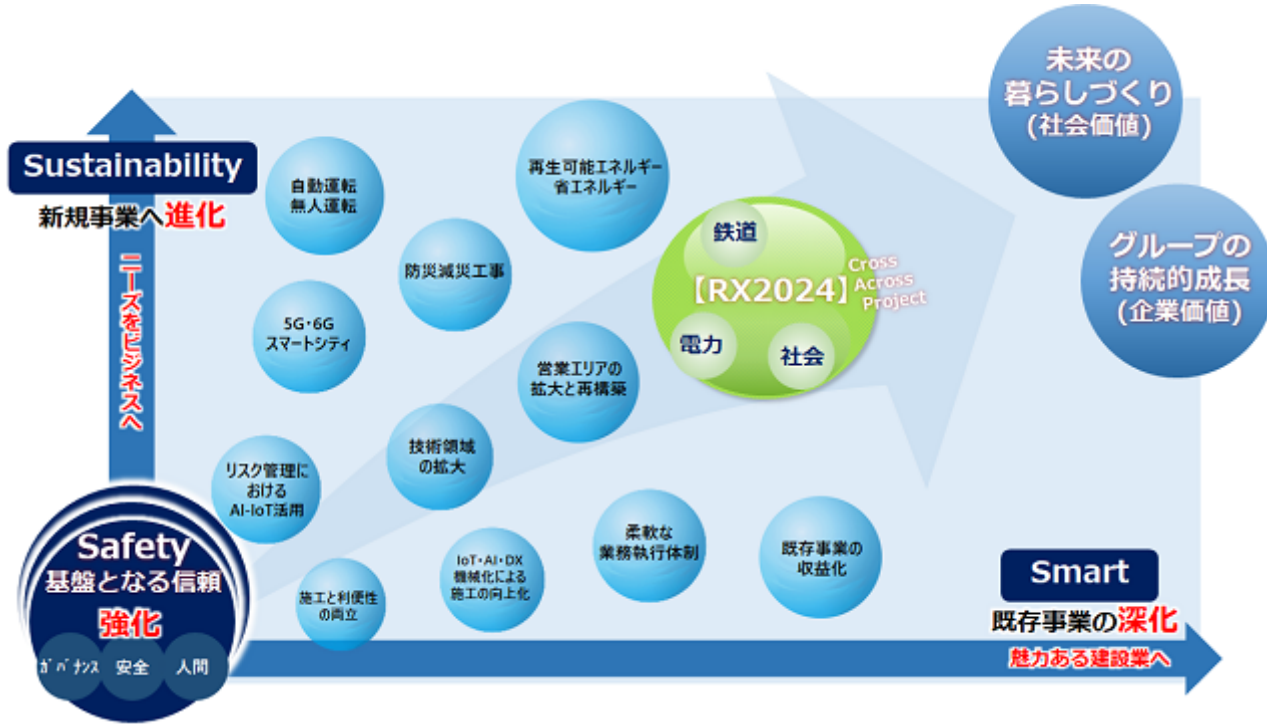 未来の
暮らしづくり
(社会価値)
グループの
持続的成長
(企業価値)
Sustainability
新規事業へ進化
ニーズをビジネスへ
自動運転
無人運転
再生可能エネルギー
省エネルギー
防災減災工事
5G・6G
スマートシティ
鉄道
【RX2024】
Cross
Across
Project
電力
社会
営業エリアの
拡大と再構築
技術領域
の拡大
リスク管理に
おける
AI-IoT活用
柔軟な
業務執行体制
既存事業の
収益化
IoT・AI・DX
機械化による
施工の向上化
施工と利便性
の両立
Safety
基盤となる信頼
強化
ガバナンス
安全
人間
Smart
既存事業の深化
魅力ある建設業へ